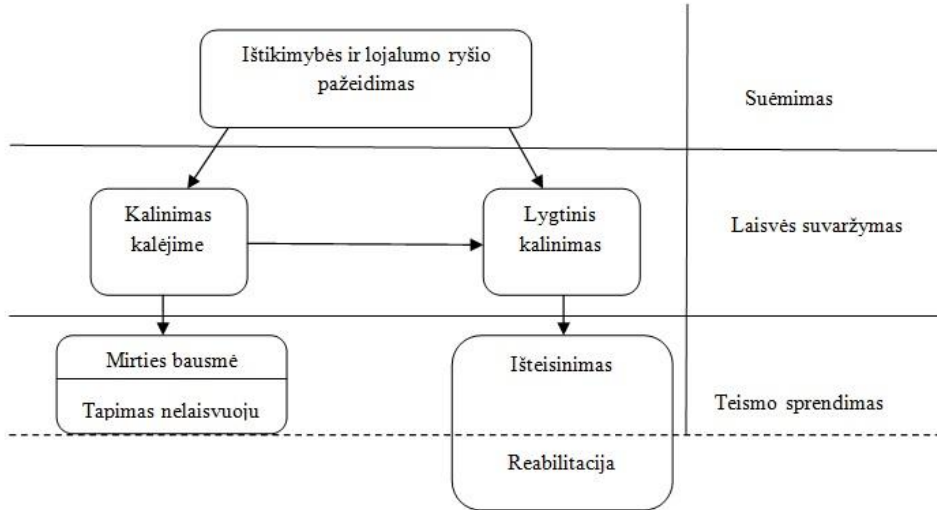 Ištikimybės ir lojalumo ryšio
pažeidimas
Suėmimas
Kalinimas
kalėjime
Lygtinis
kalinimas
Laisvės suvaržymas
Mirties bausmė
Tapimas nelaisvuoju
Išteisinimas
Teismo sprendimas
Reabilitacija